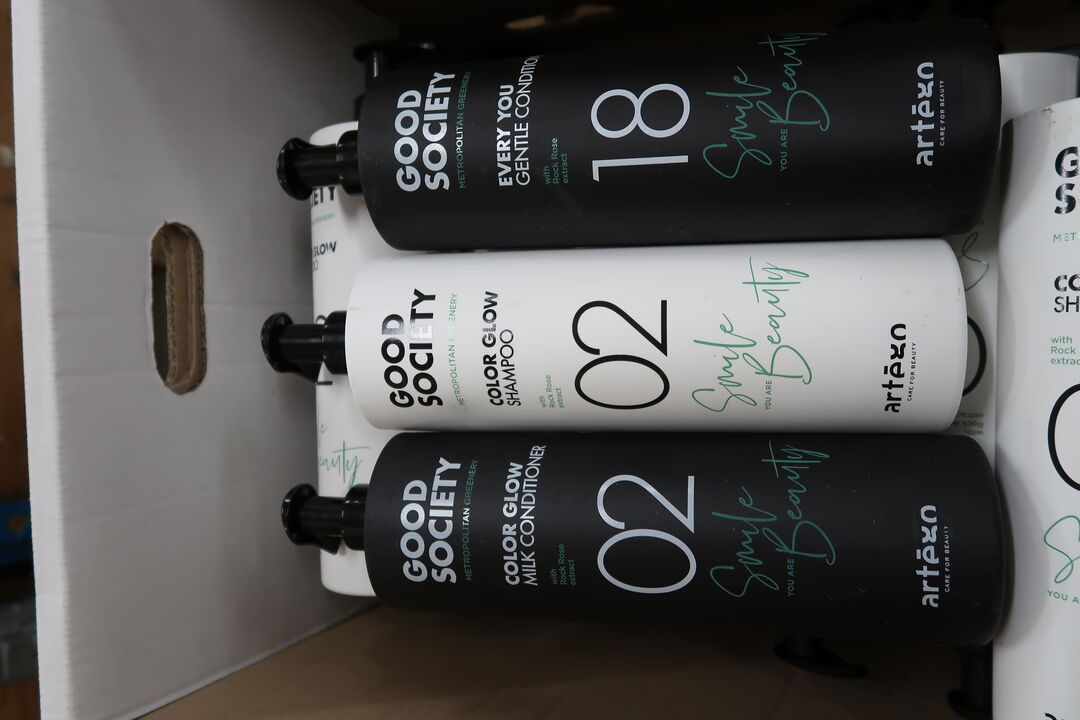 GOOD
SOCIETY
METROPOLITAN GREENERY
EVERY YOU
GENTLE CONDITIO
with
Rock Rose
extract
18
Smile
YOU ARE Beauty
artègo
CARE FOR BEAUTY
GOOD
SOCIETY
METROPOLITAN GREENERY
COLOR GLOW
SHAMPOO
with
Rock Rose
extract
02
Smile
YOU ARE Beauty
artègo
CARE FOR BEAUTY
GOOD
SOCIETY
METROPOLITAN GREENERY
COLOR GLOW
MILK CONDITIONER
with
Rock Rose
extract
02
Smile
YOU ARE Beauty
artègo
CARE FOR BEAUTY
GLOW
with
Rock